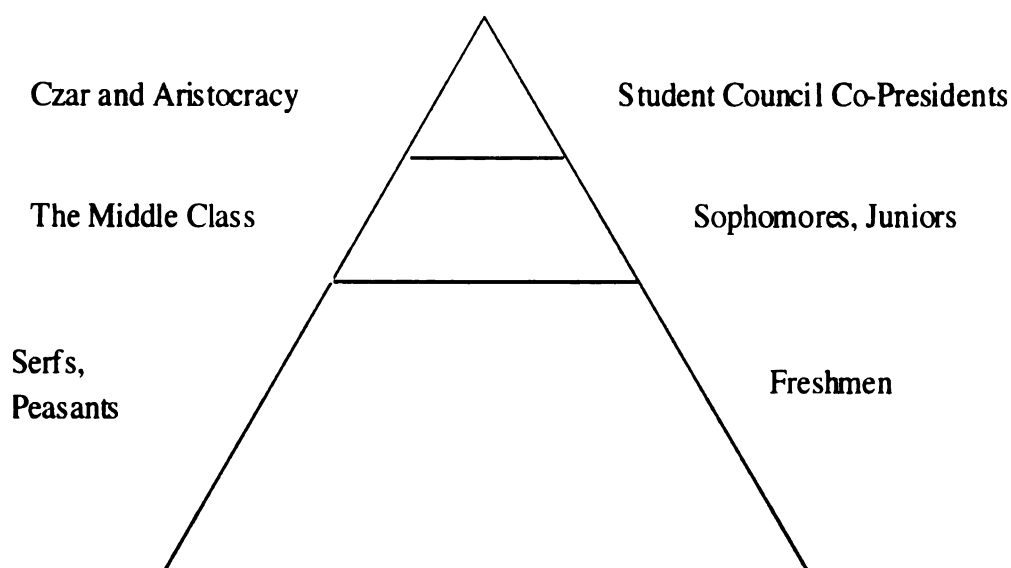 Czar and Aristocracy
Student Council Co-Presidents
The Middle Class
Sophomores, Juniors
Serfs,
Peasants
Freshmen